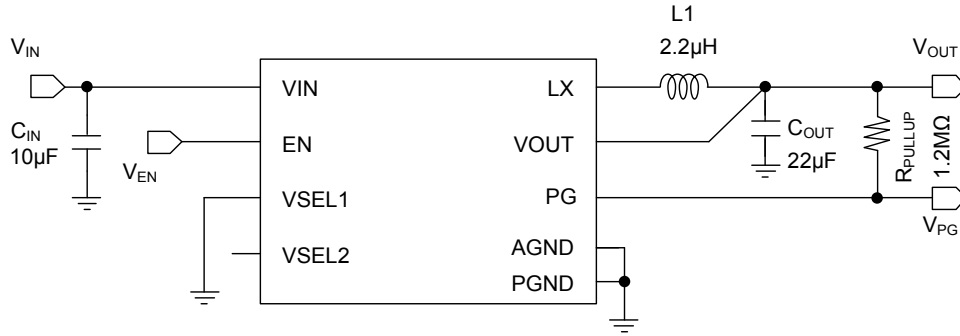 L1
2.2µH
VIN
VOUT
VIN
LX
CIN
10µF
EN
VOUT
COUT
22µF
RPULLUP
1.2MΩ
VEN
VSEL1
PG
VPG
VSEL2
AGND
PGND